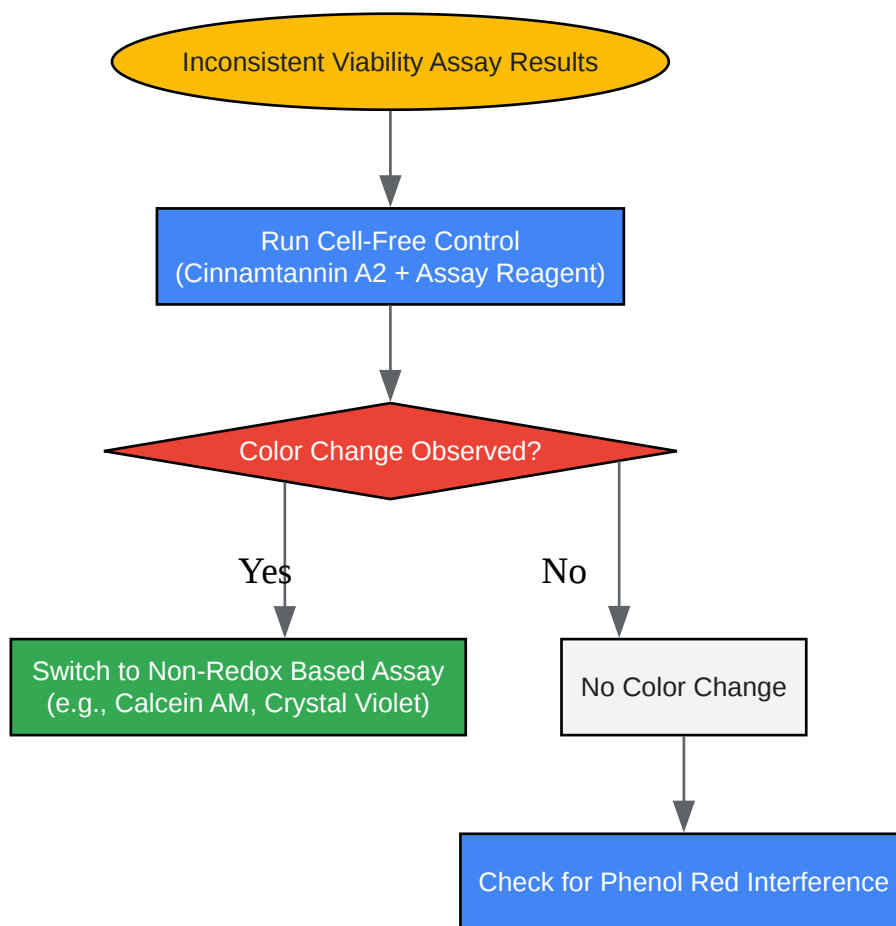 Inconsistent Viability Assay Results
Run Cell-Free Control
(Cinnamtannin A2 + Assay Reagent)
Color Change Observed?
Yes
No
Switch to Non-Redox Based Assay
(e.g., Calcein AM, Crystal Violet)
No Color Change
Check for Phenol Red Interference